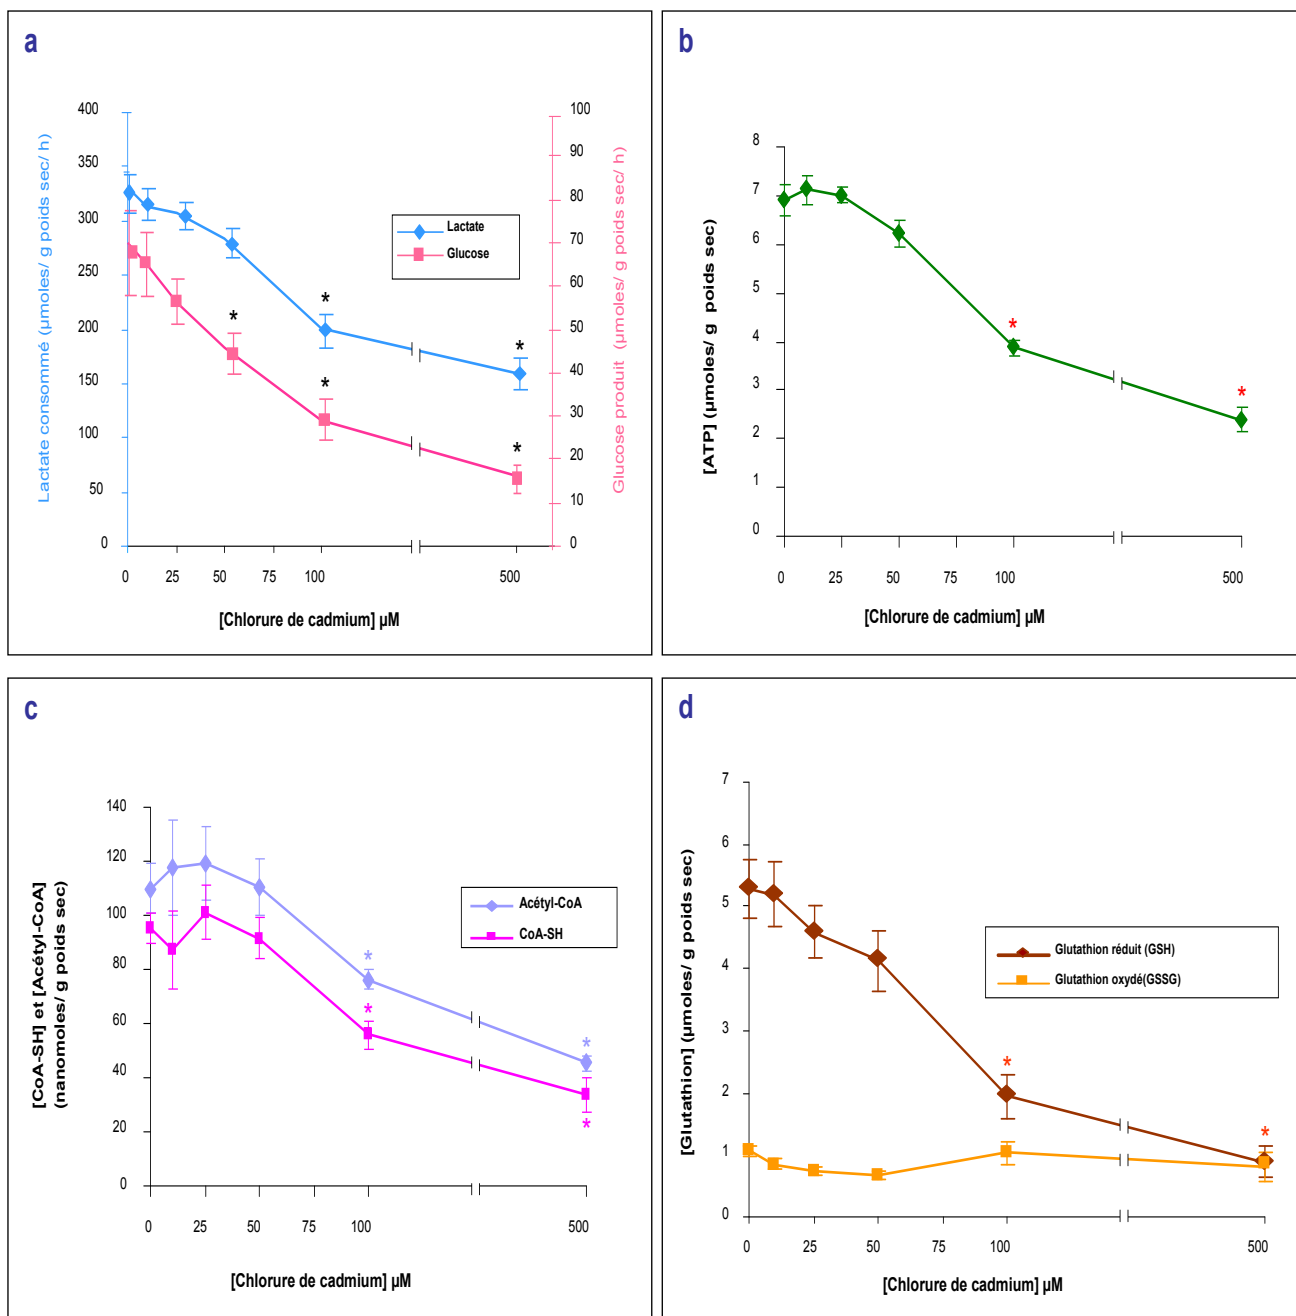 a
Lactate consommé (µmoles/ g poids sec/ h)
400
350
300
250
200
150
100
50
0
100
90
80
70
60
50
40
30
20
10
0
Glucose produit (µmoles/ g poids sec/ h)
Lactate
Glucose
*
*
*
*
*
0 25 50 75 100 500
[Chlorure de cadmium] µM
b
[ATP] (µmoles/ g poids sec)
8
7
6
5
4
3
2
1
0
*
*
0 25 50 75 100 500
[Chlorure de cadmium] µM
c
[CoA-SH] et [Acétyl-CoA]
(nanomoles/ g poids sec)
140
120
100
80
60
40
20
0
Acétyl-CoA
CoA-SH
*
*
*
*
0 25 50 75 100 500
[Chlorure de cadmium] µM
d
[Glutathion] (µmoles/ g poids sec)
7
6
5
4
3
2
1
0
Glutathion réduit (GSH)
Glutathion oxydé(GSSG)
*
*
0 25 50 75 100 500
[Chlorure de cadmium] µM